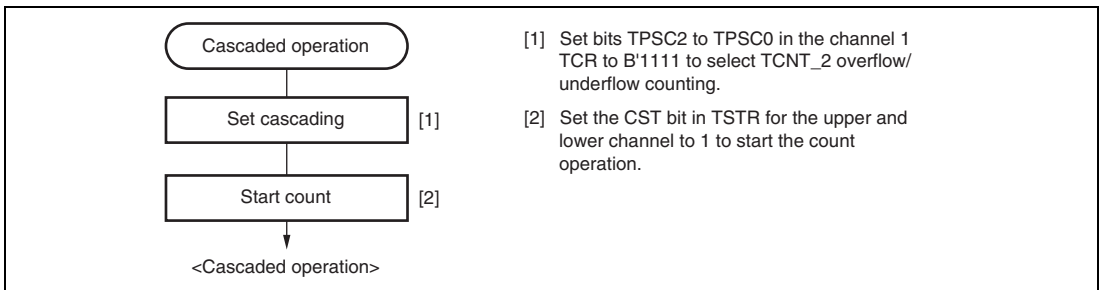 Cascaded operation
Set cascading [1]
Start count [2]
<Cascaded operation>
[1] Set bits TPSC2 to TPSC0 in the channel 1
TCR to B'1111 to select TCNT_2 overflow/
underflow counting.
[2] Set the CST bit in TSTR for the upper and
lower channel to 1 to start the count
operation.